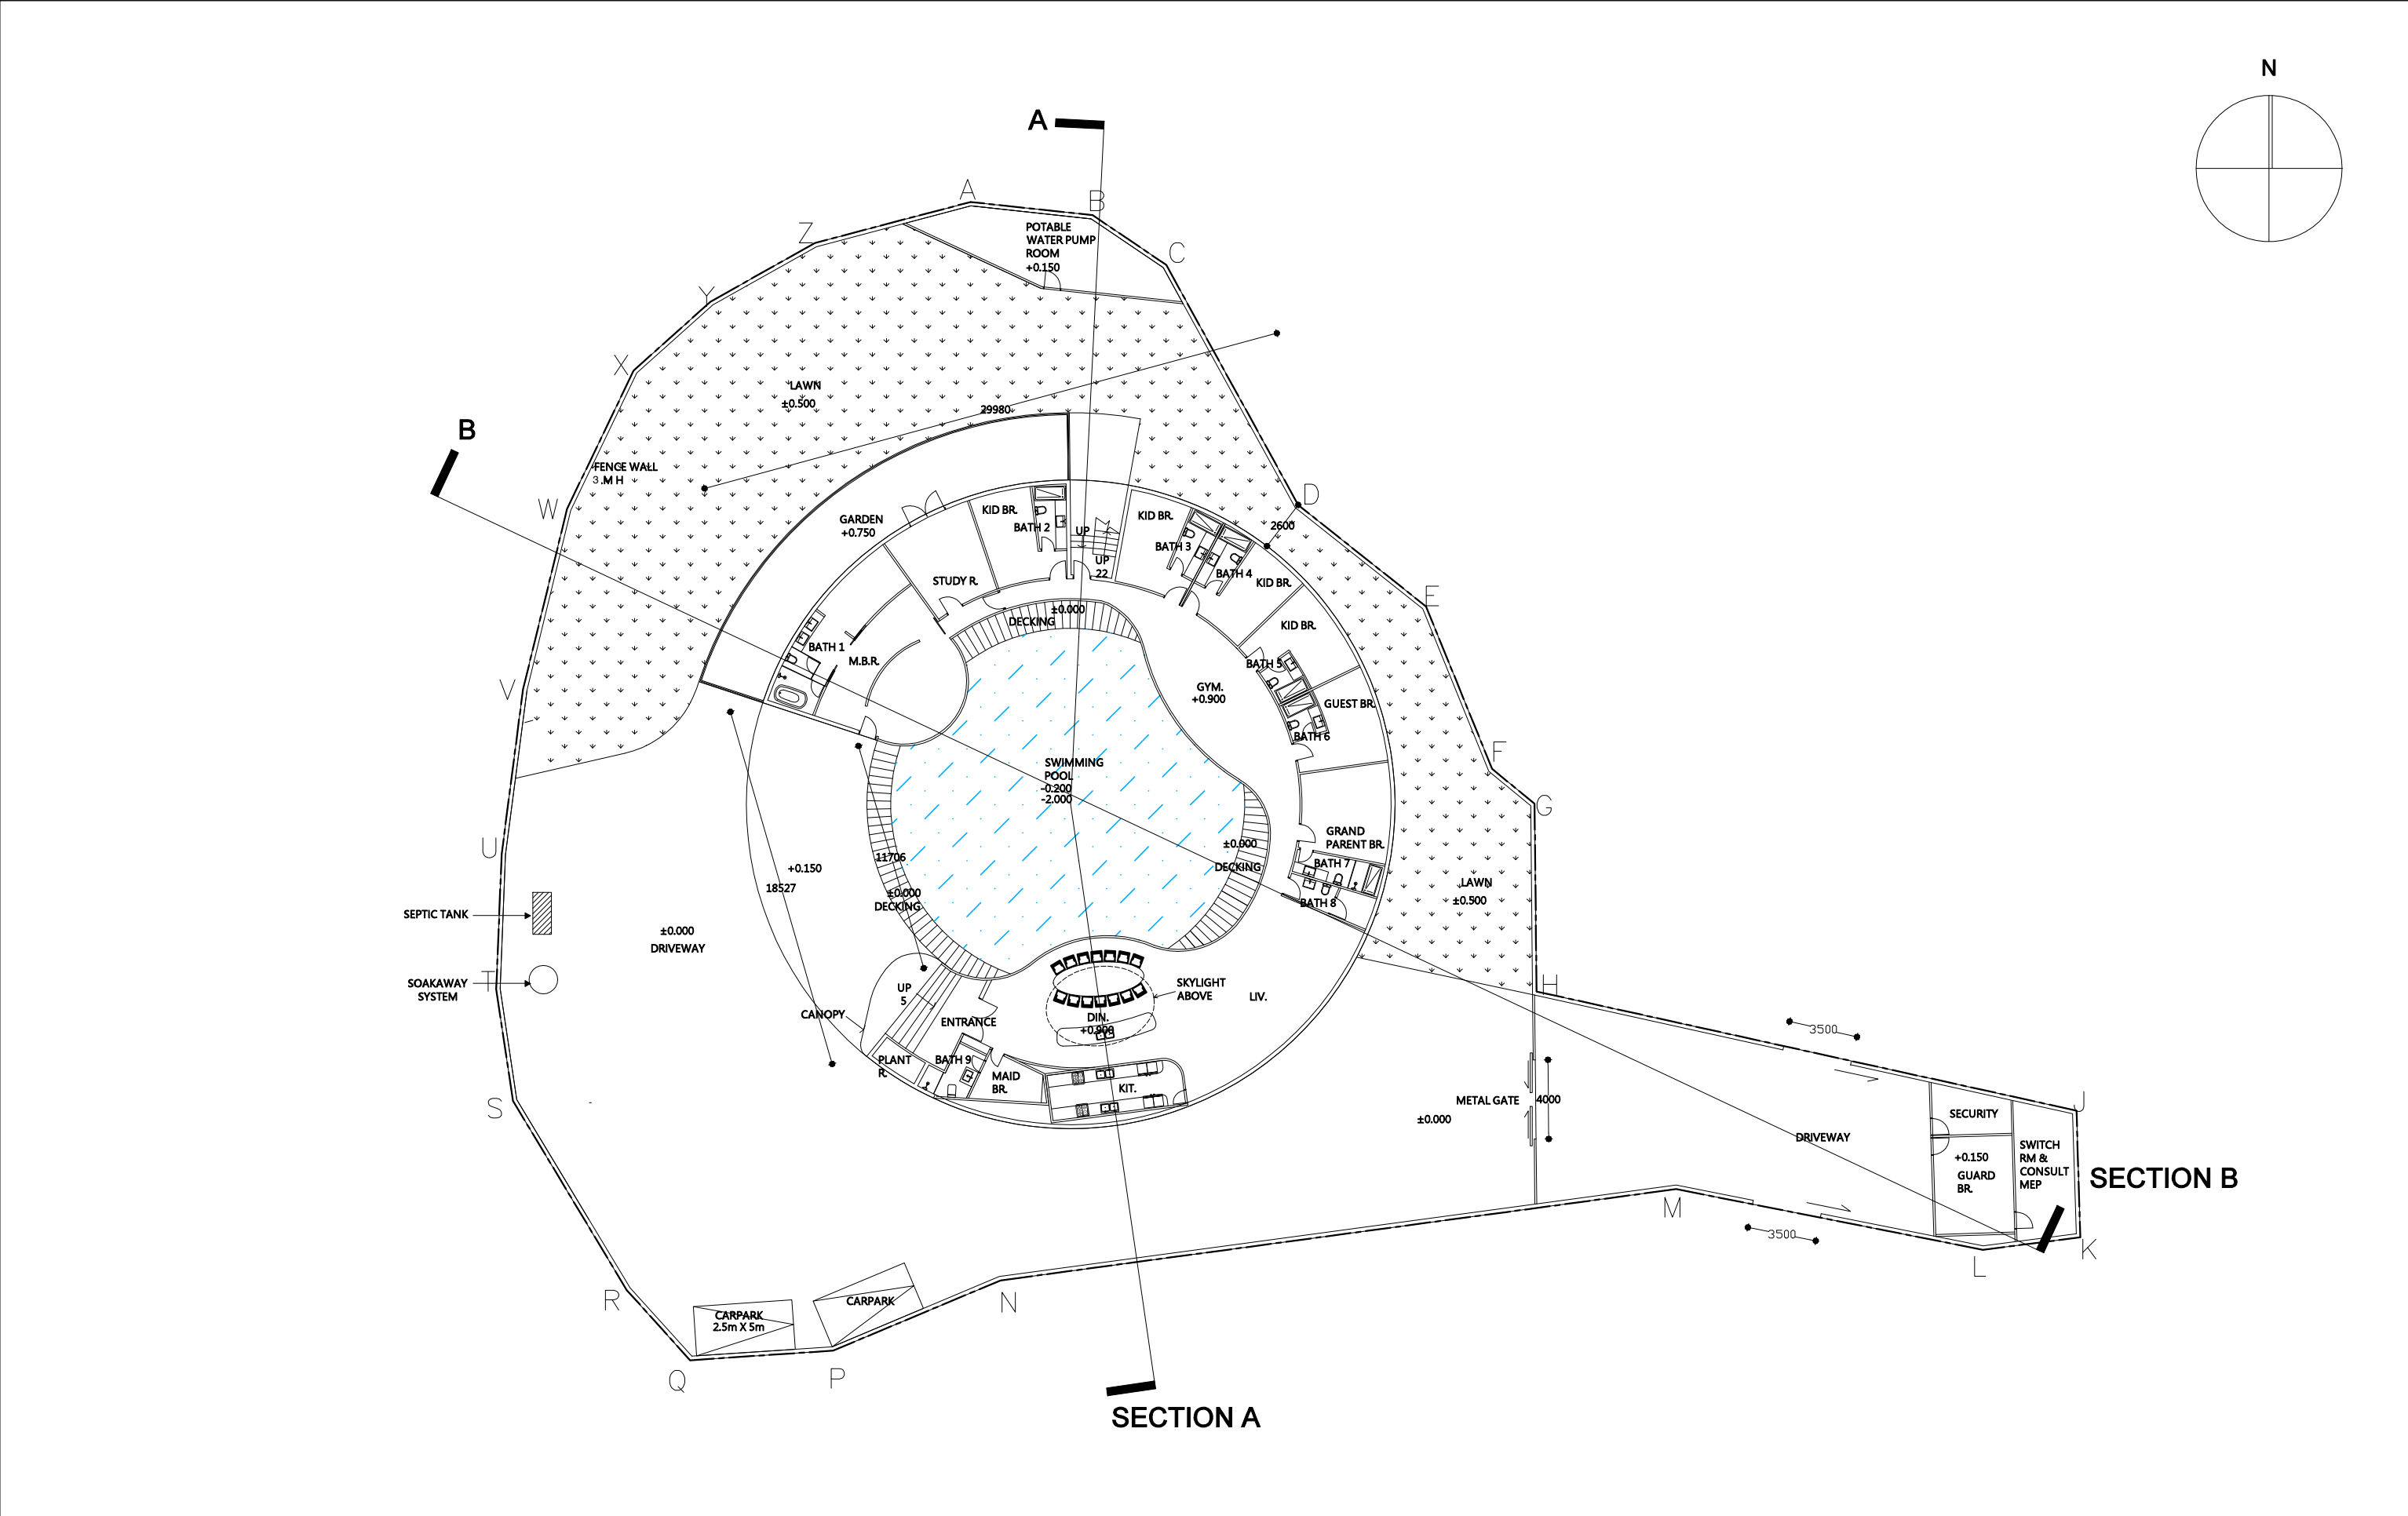 N
A
A
B
C
Z
POTABLE
WATER PUMP
ROOM
+0.150
Y
X
LAWN
±0.500
29980
B
FENCE WALL
3.M H
W
D
2600
GARDEN
+0.750
KID BR.
BATH 2
UP
UP
22
KID BR.
BATH 3
BATH 4
KID BR.
STUDY R.
E
±0.000
DECKING
KID BR.
BATH 1
M.B.R.
BATH 5
V
GYM.
+0.900
GUEST BR.
BATH 6
F
SWIMMING
POOL
-0.200
-2.000
G
U
GRAND
PARENT BR.
BATH 7
BATH 8
±0.000
DECKING
11706
+0.150
18527
±0.000
DECKING
LAWN
±0.500
SEPTIC TANK
±0.000
DRIVEWAY
T
SOAKAWAY
SYSTEM
UP
5
CANOPY
ENTRANCE
SKYLIGHT
ABOVE
LIV.
DIN.
+0.900
H
3500
PLANT
R.
BATH 9
MAID
BR.
KIT.
S
METAL GATE
4000
±0.000
J
SECURITY
DRIVEWAY
SWITCH
RM &
CONSULT
MEP
+0.150
GUARD
BR.
SECTION B
M
3500
K
L
R
CARPARK
2.5m X 5m
CARPARK
N
Q
P
SECTION A